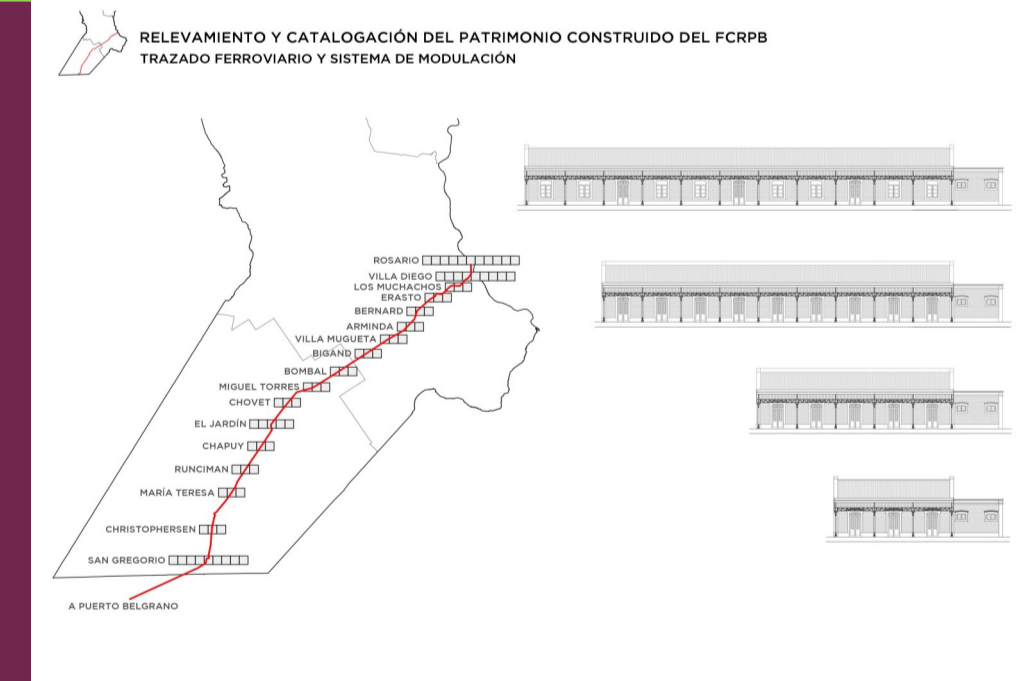 RELEVAMIENTO Y CATALOGACIÓN DEL PATRIMONIO CONSTRUIDO DEL FCRPB
TRAZADO FERROVIARIO Y SISTEMA DE MODULACIÓN
ROSARIO
VILLA DIEGO
LOS MUCHACHOS
ERASTO
BERNARD
ARMINDA
VILLA MUGUETA
BIGAND
BOMBAL
MIGUEL TORRES
CHOVET
EL JARDÍN
CHAPUY
RUNCIMAN
MARÍA TERESA
CHRISTOPHERSEN
SAN GREGORIO
A PUERTO BELGRANO